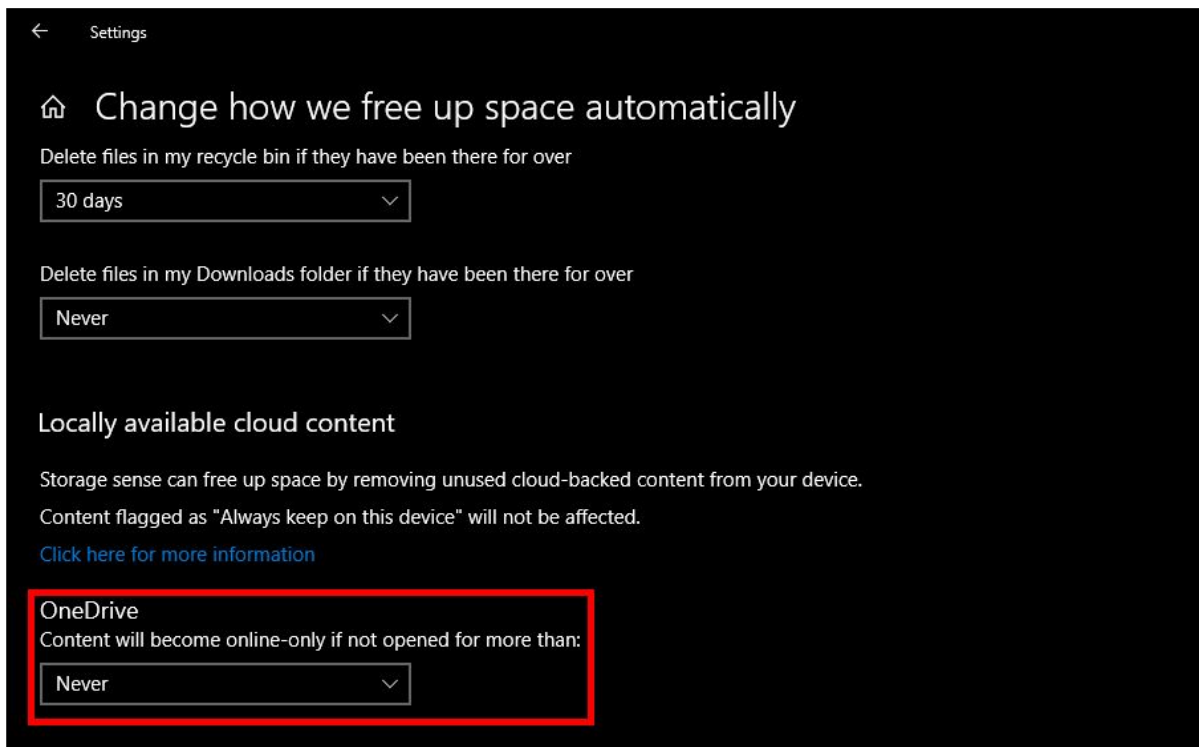 Settings
Change how we free up space automatically
Delete files in my recycle bin if they have been there for over
30 days
Delete files in my Downloads folder if they have been there for over
Never
Locally available cloud content
Storage sense can free up space by removing unused cloud-backed content from your device.
Content flagged as "Always keep on this device" will not be affected.
Click here for more information
OneDrive
Content will become online-only if not opened for more than:
Never